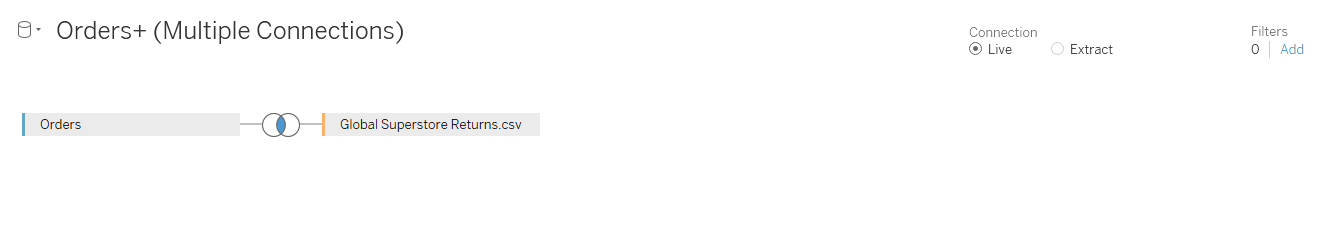 Orders+ (Multiple Connections)
Connection
Live
Extract
Filters
0
Add
Orders
Global Superstore Returns.csv